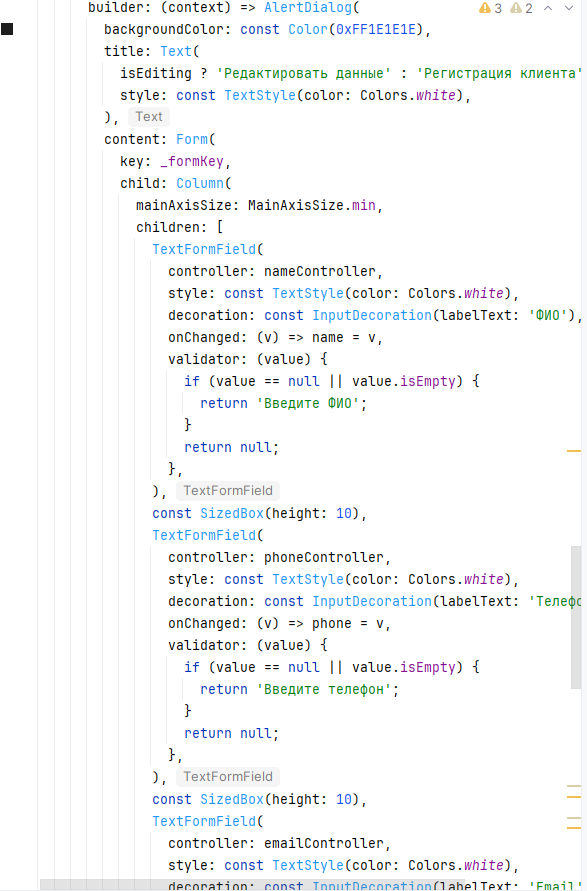 builder: (context) => AlertDialog(
3 2
backgroundColor: const Color(0xFF1E1E1E),
title: Text(
isEditing ? 'Редактировать данные' : 'Регистрация клиента'
style: const TextStyle(color: Colors.white),
), Text
content: Form(
key: _formKey,
child: Column(
mainAxisSize: MainAxisSize.min,
children: [
TextFormField(
controller: nameController,
style: const TextStyle(color: Colors.white),
decoration: const InputDecoration(labelText: 'ФИО'),
onChanged: (v) => name = v,
validator: (value) {
if (value == null || value.isEmpty) {
return 'Введите ФИО';
}
return null;
},
), TextFormField
const SizedBox(height: 10),
TextFormField(
controller: phoneController,
style: const TextStyle(color: Colors.white),
decoration: const InputDecoration(labelText: 'Телефо
onChanged: (v) => phone = v,
validator: (value) {
if (value == null || value.isEmpty) {
return 'Введите телефон';
}
return null;
},
), TextFormField
const SizedBox(height: 10),
TextFormField(
controller: emailController,
style: const TextStyle(color: Colors.white),
decoration: const InputDecoration(labelText: 'Email'